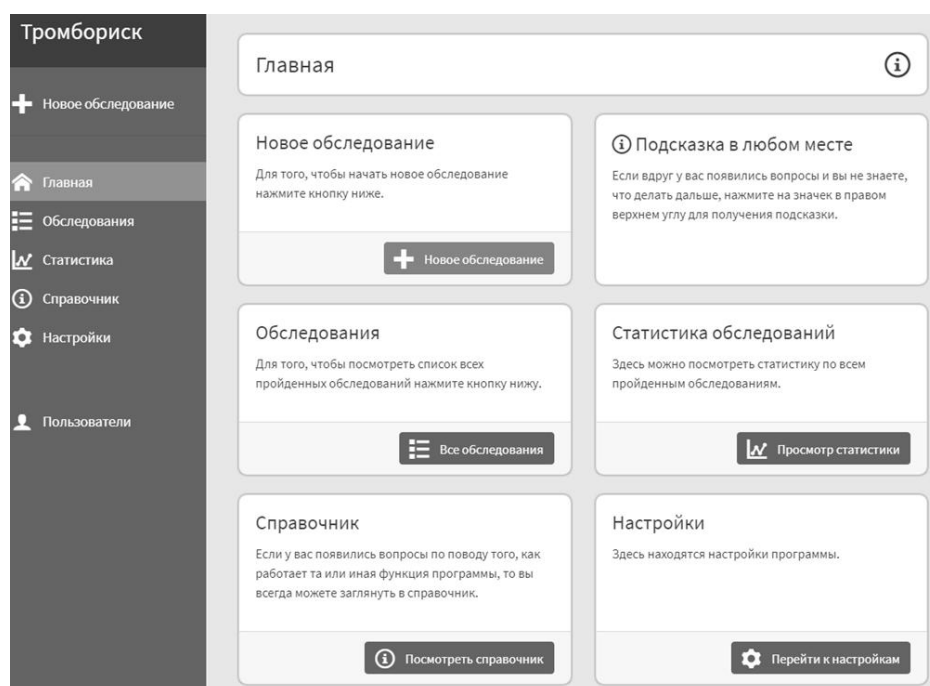 Тромбориск
Новое обследование
Главная
Обследования
Статистика
Справочник
Настройки
Пользователи
Главная
Новое обследование
Для того, чтобы начать новое обследование
нажмите кнопку ниже.
Новое обследование
Подсказка в любом месте
Если вдруг у вас появились вопросы и вы не знаете,
что делать дальше, нажмите на значек в правом
верхнем углу для получения подсказки.
Обследования
Для того, чтобы посмотреть список всех
пройденных обследований нажмите кнопку нижу.
Все обследования
Статистика обследований
Здесь можно посмотреть статистику по всем
пройденным обследованиям.
Просмотр статистики
Справочник
Если у вас появились вопросы по поводу того, как
работает та или иная функция программы, то вы
всегда можете заглянуть в справочник.
Посмотреть справочник
Настройки
Здесь находятся настройки программы.
Перейти к настройкам